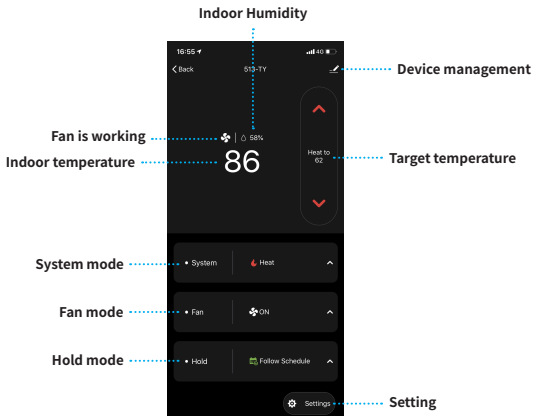 Indoor Humidity
16:55
4G
Back
513-TY
Device management
Fan is working
58%
Indoor temperature
86
Heat to
62
Target temperature
System mode
System
Heat
Fan mode
Fan
ON
Hold mode
Hold
Follow Schedule
Settings
Setting